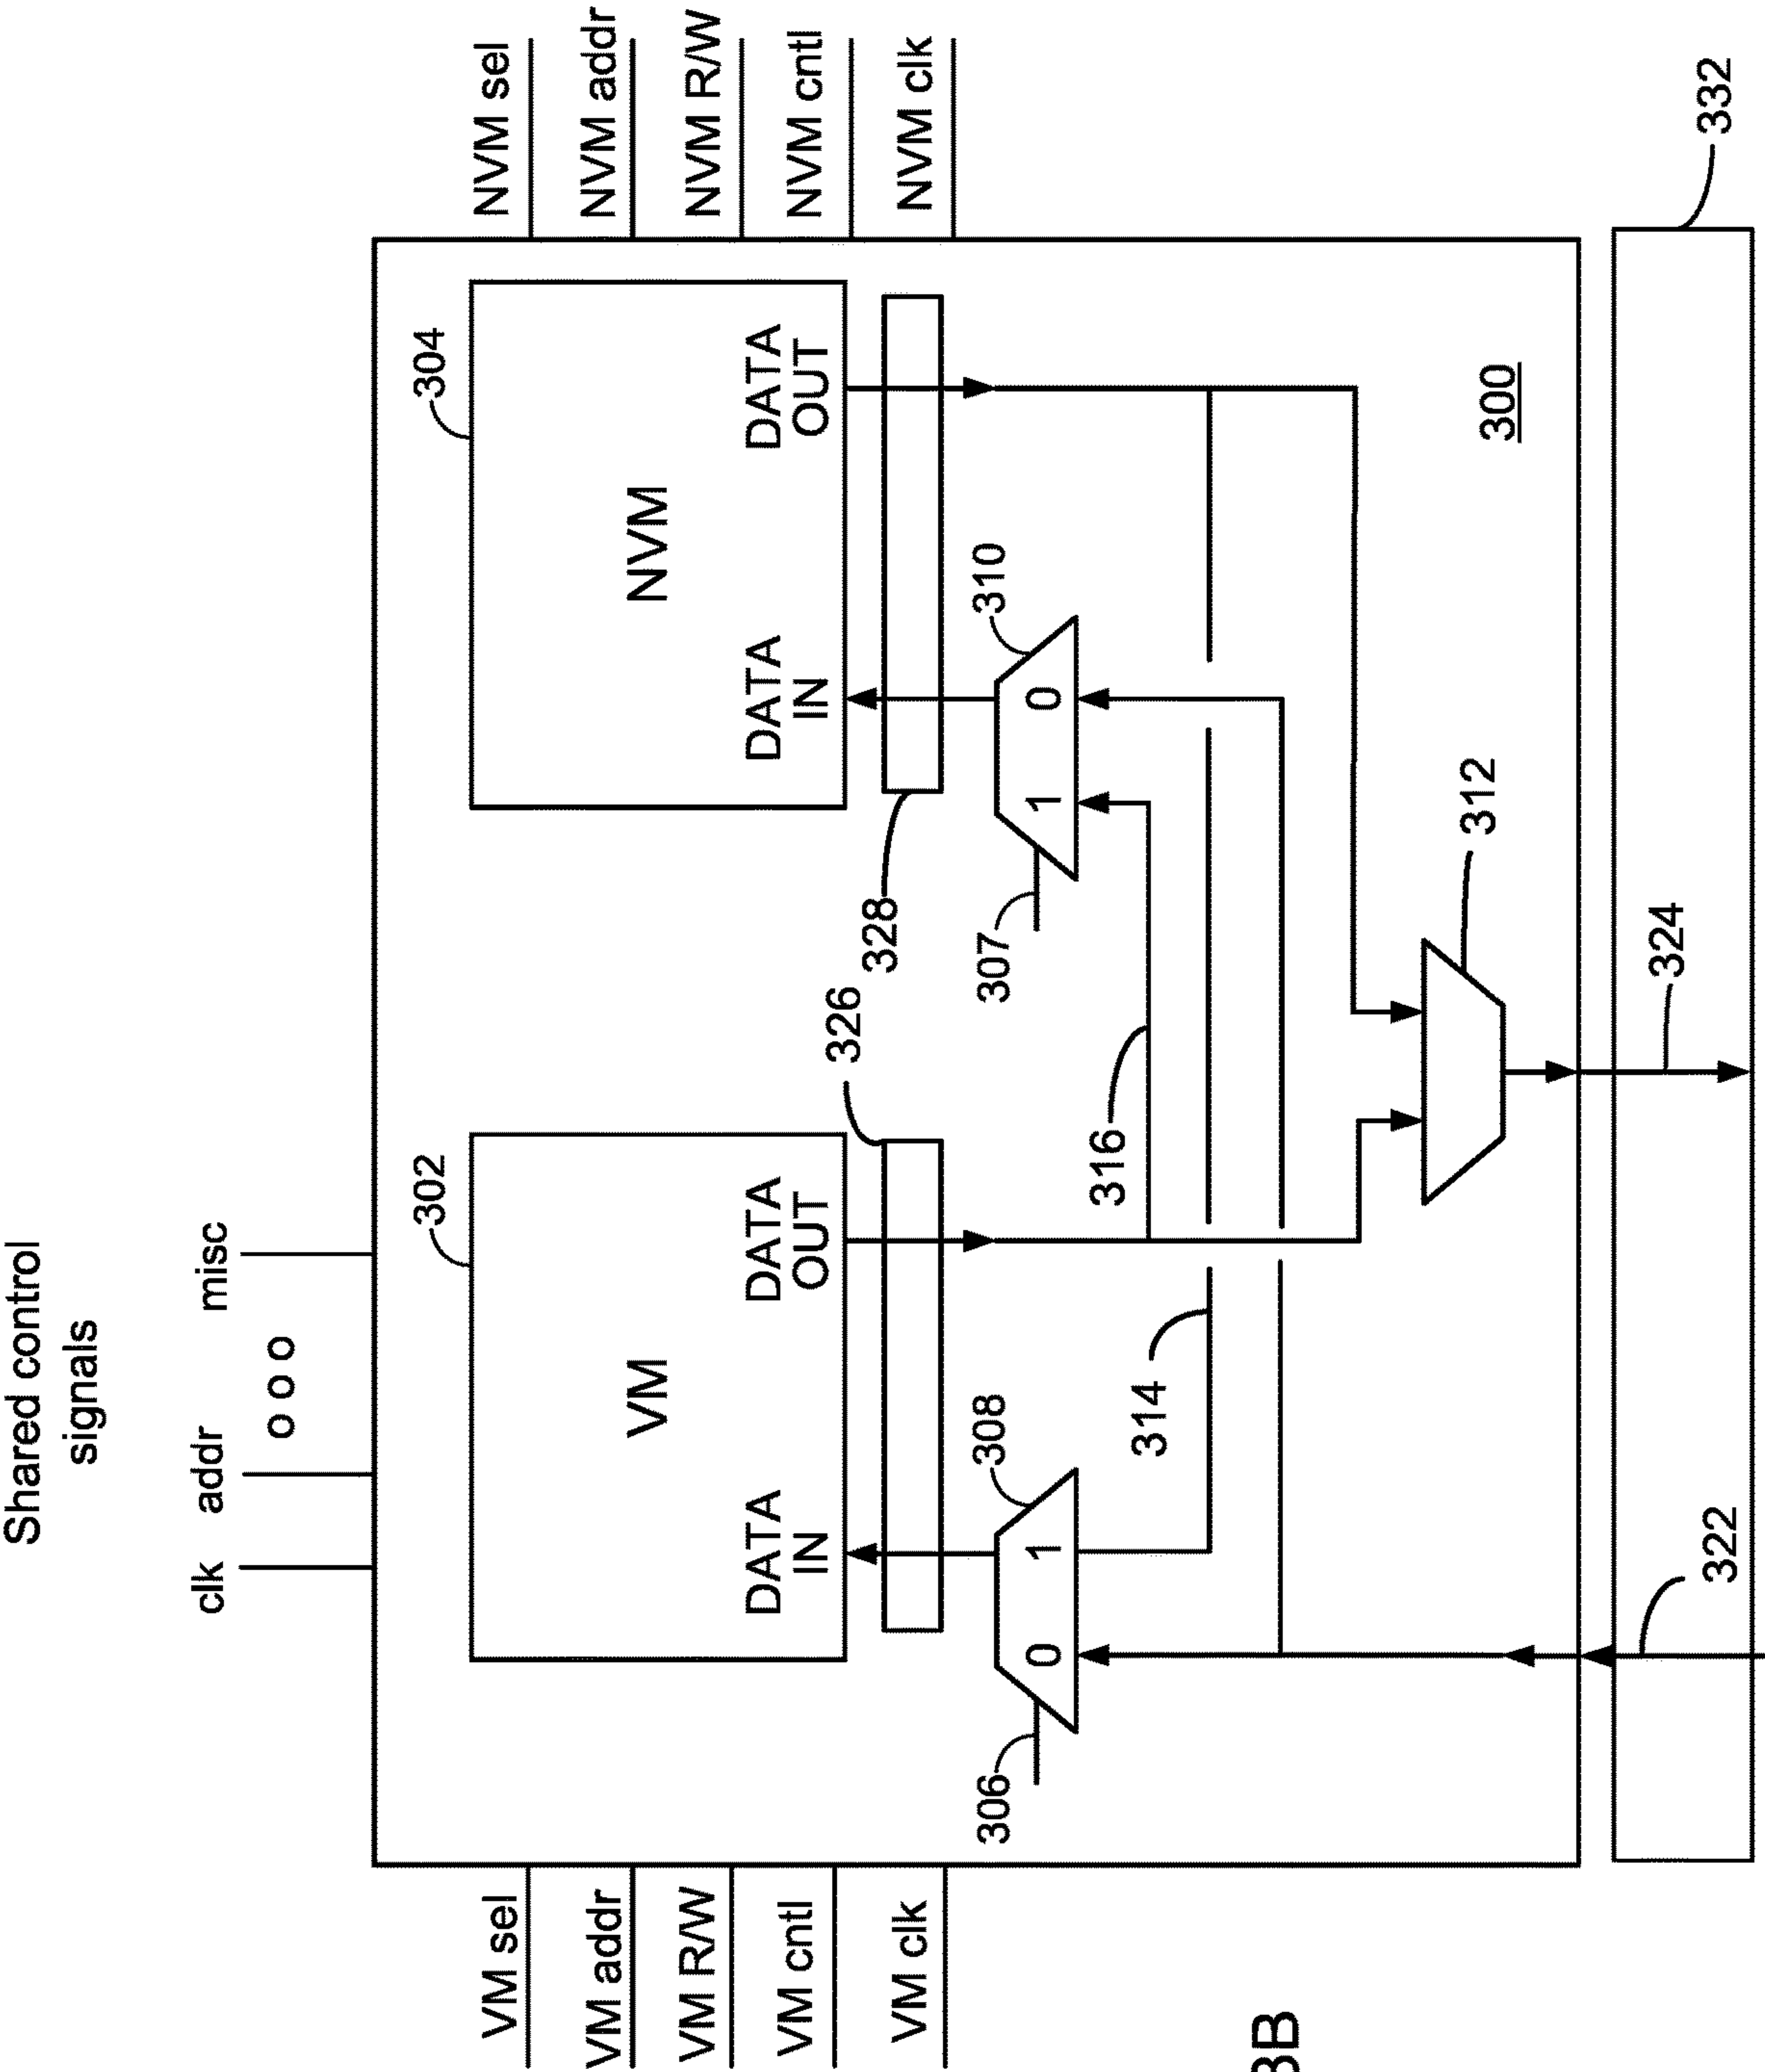 Shared control
signals
clk
addr
misc
VM sel
VM addr
VM R/W
VM cntl
VM clk
NVM sel
NVM addr
NVM R/W
NVM cntl
NVM clk
302
VM
DATA
IN
DATA
OUT
304
NVM
DATA
IN
DATA
OUT
326
328
306
308
0
1
307
310
1
0
316
314
312
300
322
324
332
3B